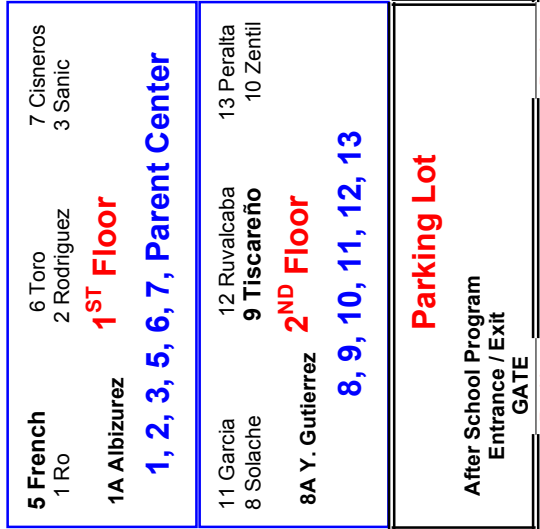 5 French
1 Ro
6 Toro
2 Rodriguez
7 Cisneros
3 Sanic
1ST Floor
1A Albizurez
1, 2, 3, 5, 6, 7, Parent Center
11 Garcia
8 Solache
12 Ruvalcaba
9 Tiscareño
13 Peralta
10 Zentil
2ND Floor
8A Y. Gutierrez
8, 9, 10, 11, 12, 13
Parking Lot
After School Program
Entrance / Exit
GATE